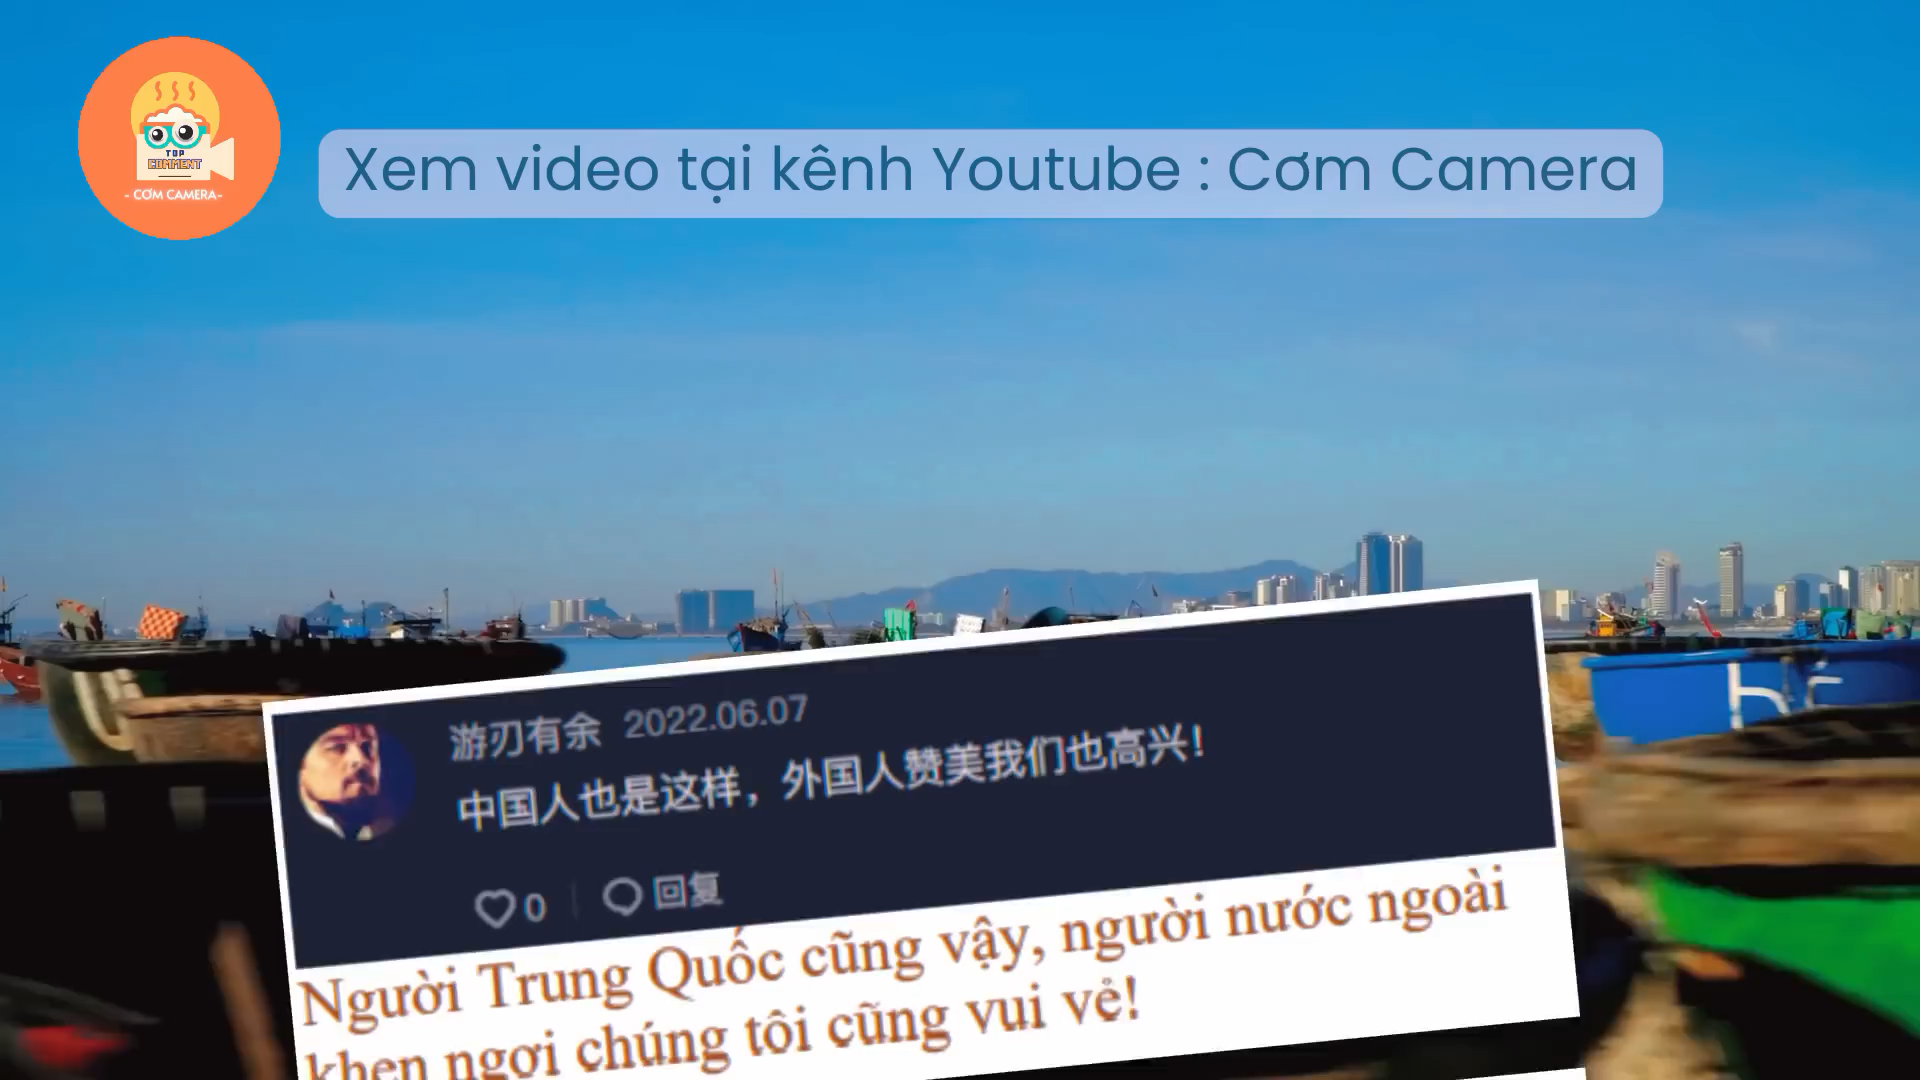 TOP
COMMENT
- CƠM CAMERA-
Xem video tại kênh Youtube : Cơm Camera
游刃有余 2022.06.07
中国人也是这样，外国人赞美我们也高兴！
0 回复
Người Trung Quốc cũng vậy, người nước ngoài
khen ngợi chúng tôi cũng vui vẻ!